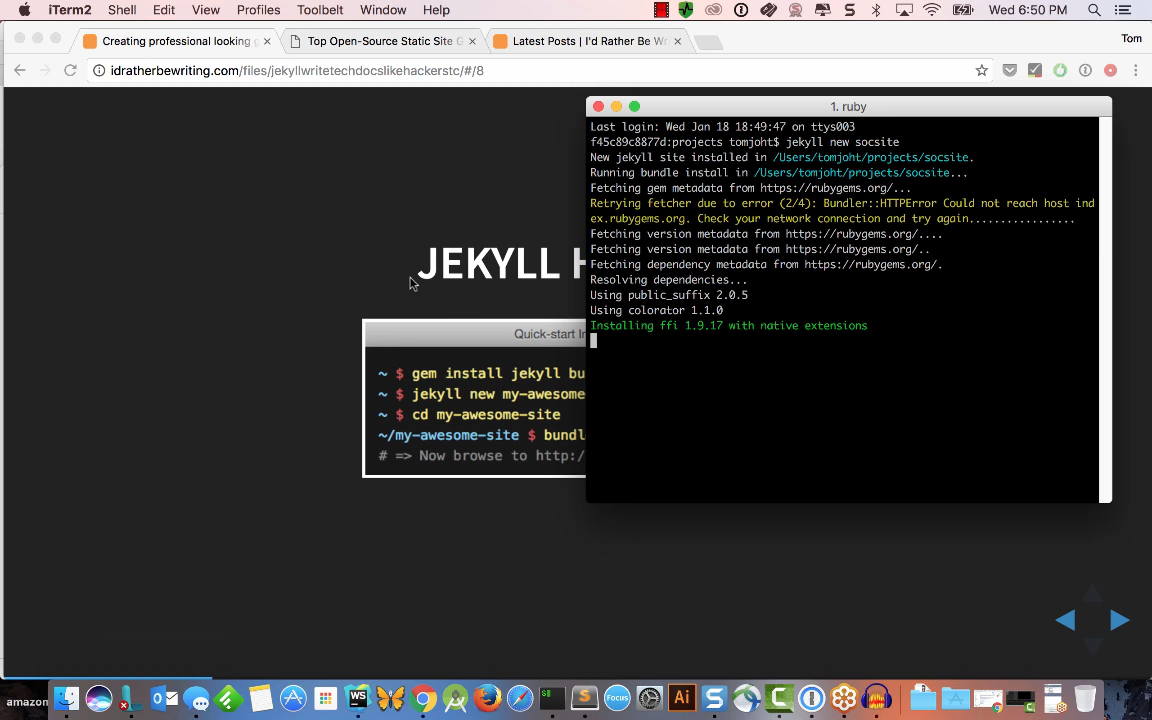 iTerm2 Shell Edit View Profiles Toolbelt Window Help Wed 6:50 PM
Creating professional looking Top Open-Source Static Site G Latest Posts | I'd Rather Be Wr Tom
idratherbewriting.com/files/jekyllwritetechdocslikehackerstc/#/8
1. ruby
Last login: Wed Jan 18 18:49:47 on ttys003
f45c89c8877d:projects tomjoht$ jekyll new socsite
New jekyll site installed in /Users/tomjoht/projects/socsite.
Running bundle install in /Users/tomjoht/projects/socsite...
Fetching gem metadata from https://rubygems.org/...
Retrying fetcher due to error (2/4): Bundler::HTTPError Could not reach host ind
ex.rubygems.org. Check your network connection and try again.................
Fetching version metadata from https://rubygems.org/....
Fetching version metadata from https://rubygems.org/..
Fetching dependency metadata from https://rubygems.org/.
Resolving dependencies...
Using public_suffix 2.0.5
Using colorator 1.1.0
Installing ffi 1.9.17 with native extensions
JEKYLL H
Quick-start In
~ $ gem install jekyll bu
~ $ jekyll new my-awesome
~ $ cd my-awesome-site
~/my-awesome-site $ bundl
# => Now browse to http:/
amazon
WS
FOCUS
Ai